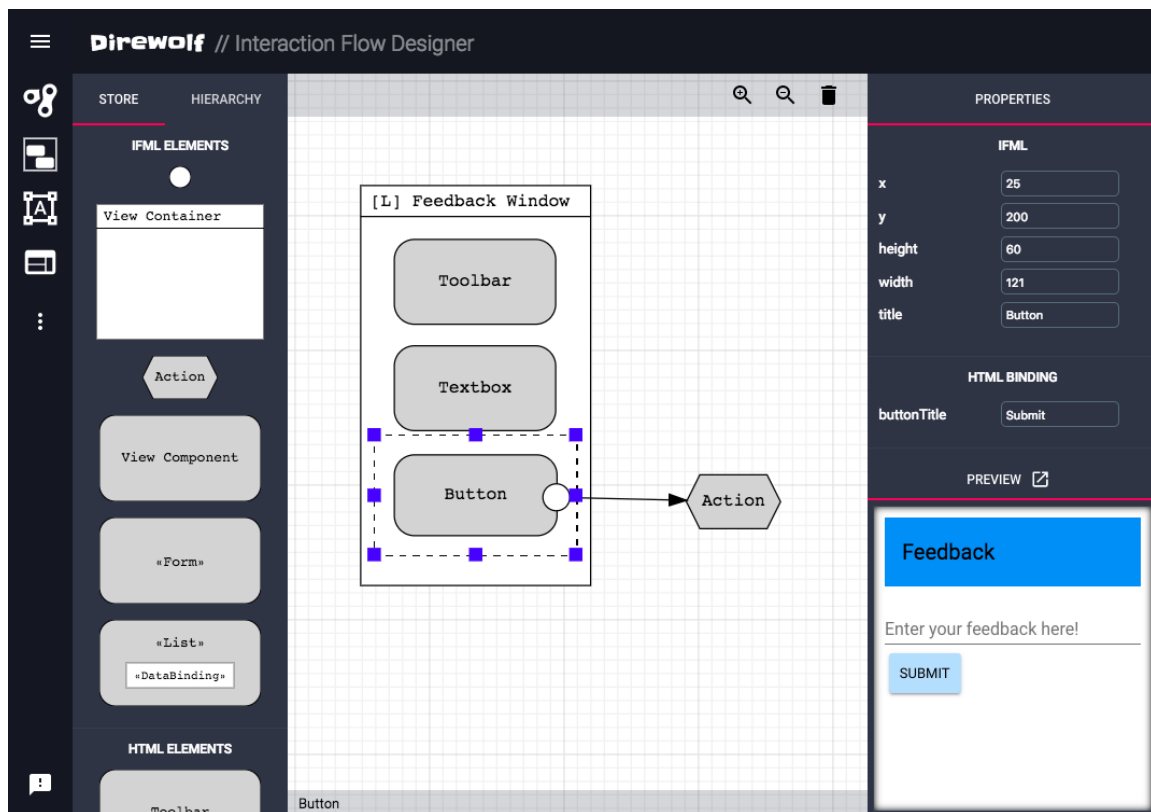 Direwolf // Interaction Flow Designer
STORE HIERARCHY
IFML ELEMENTS
View Container
Action
View Component
«Form»
«List»
«DataBinding»
HTML ELEMENTS
Toolbar
[L] Feedback Window
Toolbar
Textbox
Button
Action
Button
PROPERTIES
IFML
x 25
y 200
height 60
width 121
title Button
HTML BINDING
buttonTitle Submit
PREVIEW
Feedback
Enter your feedback here!
SUBMIT